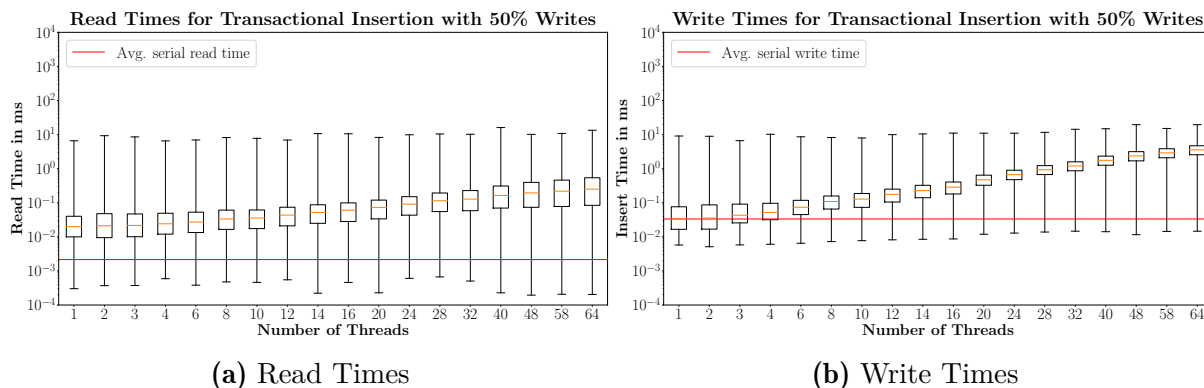 Read Times for Transactional Insertion with 50% Writes
10^4
10^3
10^2
10^1
10^0
10^−1
10^−2
10^−3
10^−4
Read Time in ms
Avg. serial read time
1 2 3 4 6 8 10 12 14 16 20 24 28 32 40 48 58 64
Number of Threads
(a) Read Times
Write Times for Transactional Insertion with 50% Writes
10^4
10^3
10^2
10^1
10^0
10^−1
10^−2
10^−3
10^−4
Insert Time in ms
Avg. serial write time
1 2 3 4 6 8 10 12 14 16 20 24 28 32 40 48 58 64
Number of Threads
(b) Write Times